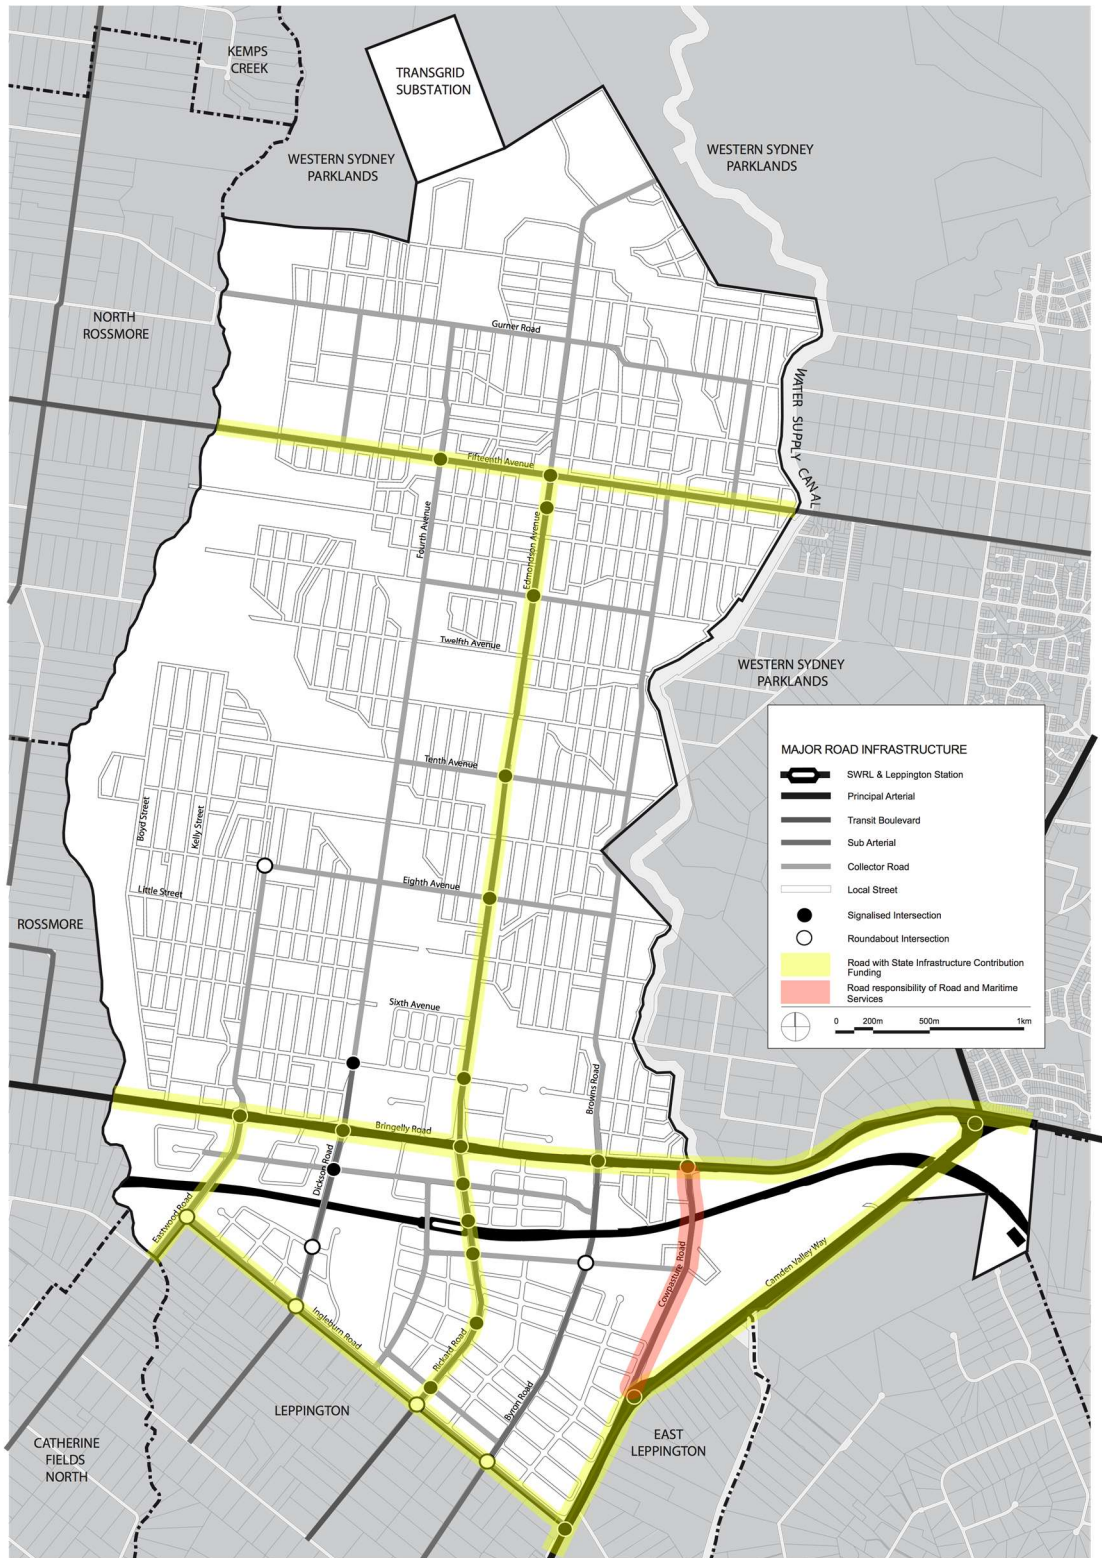 KEMPS
CREEK
TRANSGRID
SUBSTATION
WESTERN SYDNEY
PARKLANDS
WESTERN SYDNEY
PARKLANDS
NORTH
ROSSMORE
Gurner Road
WATER SUPPLY CANAL
Fifteenth Avenue
Fourth Avenue
Edmondson Avenue
Twelfth Avenue
WESTERN SYDNEY
PARKLANDS
Tenth Avenue
Boyd Street
Kelly Street
Eighth Avenue
Little Street
ROSSMORE
Sixth Avenue
Browns Road
Bringelly Road
Dickson Road
Eastwood Road
Cowpasture Road
Camden Valley Way
Ingleburn Road
Rickard Road
Byron Road
LEPPINGTON
EAST
LEPPINGTON
CATHERINE
FIELDS
NORTH
MAJOR ROAD INFRASTRUCTURE
SWRL & Leppington Station
Principal Arterial
Transit Boulevard
Sub Arterial
Collector Road
Local Street
Signalised Intersection
Roundabout Intersection
Road with State Infrastructure Contribution
Funding
Road responsibility of Road and Maritime
Services
0 200m 500m 1km